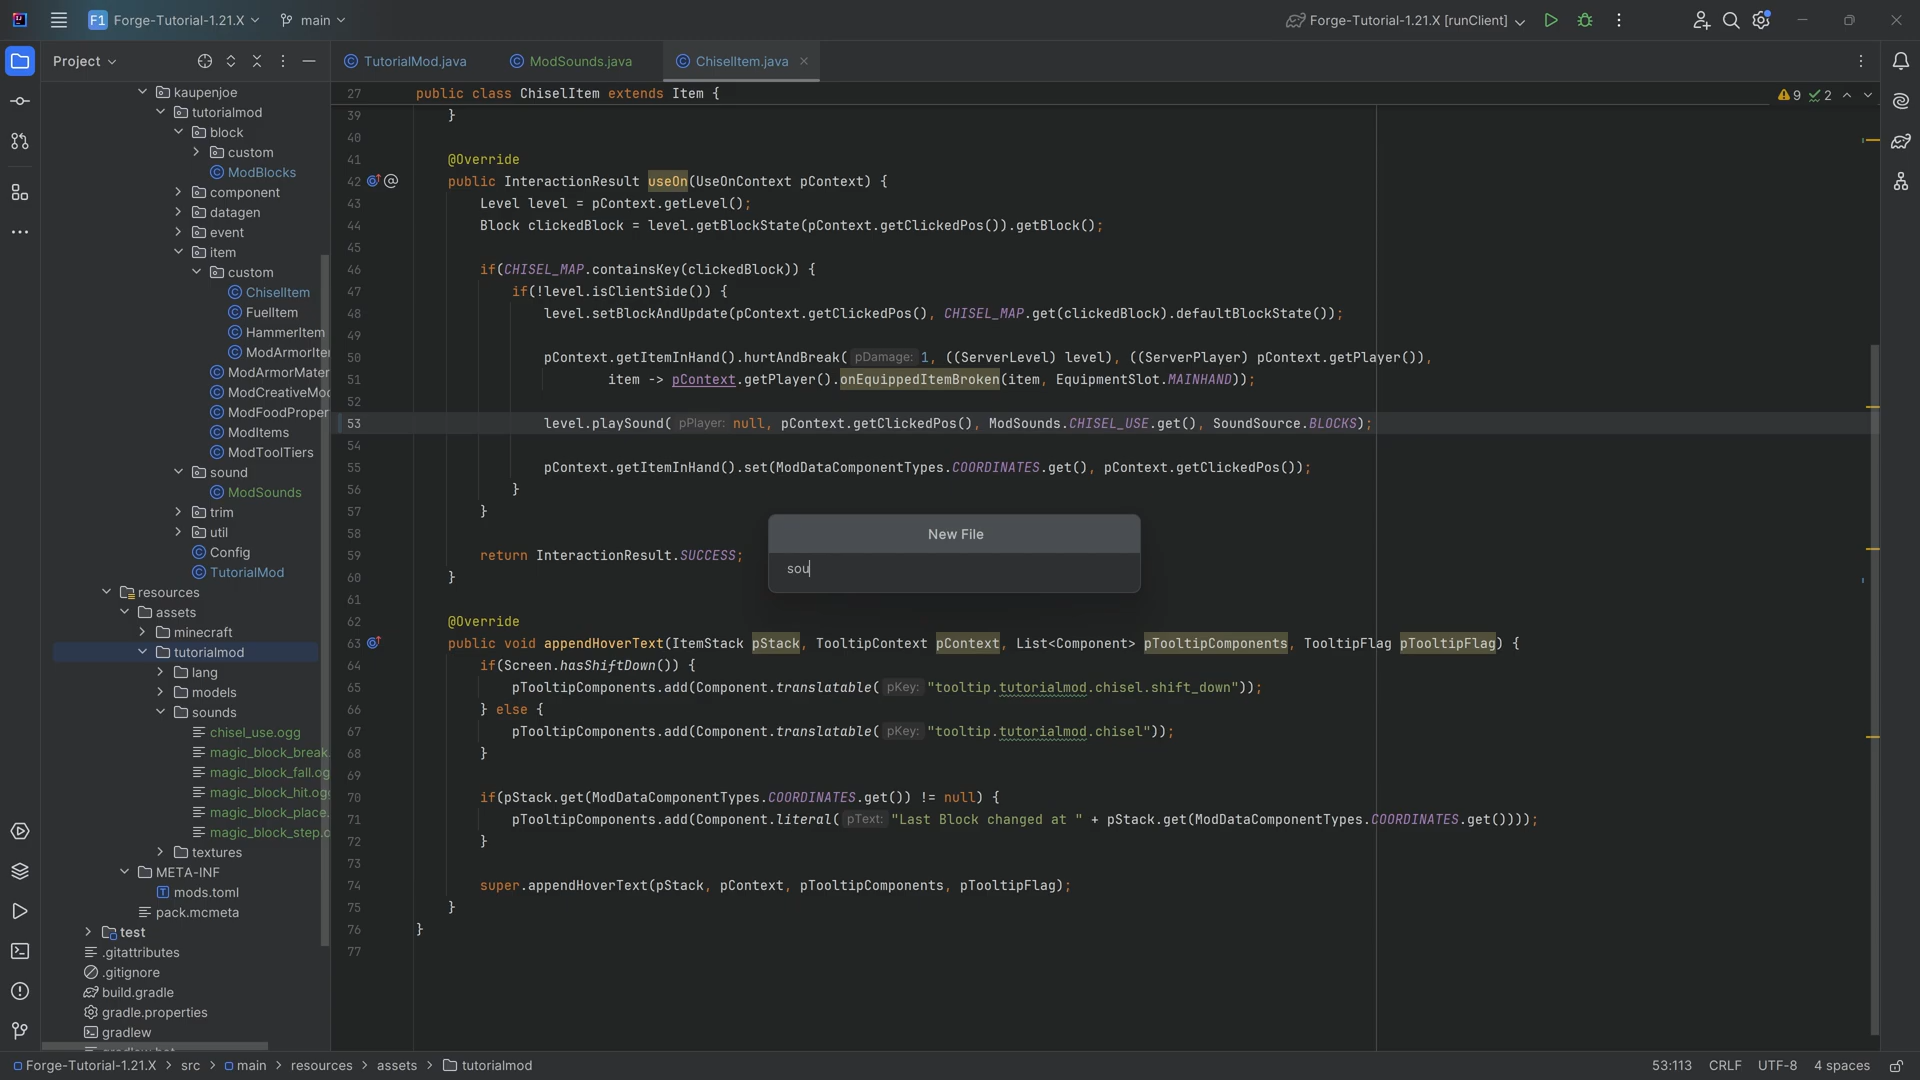 F1 Forge-Tutorial-1.21.X main Forge-Tutorial-1.21.X [runClient]
Project
TutorialMod.java ModSounds.java ChiselItem.java
kaupenjoe
tutorialmod
block
custom
ModBlocks
component
datagen
event
item
custom
ChiselItem
FuelItem
HammerItem
ModArmorIte
ModArmorMater
ModCreativeMo
ModFoodProper
ModItems
ModToolTiers
sound
ModSounds
trim
util
Config
TutorialMod
resources
assets
minecraft
tutorialmod
lang
models
sounds
chisel_use.ogg
magic_block_break.
magic_block_fall.og
magic_block_hit.og
magic_block_place.
magic_block_step.o
textures
META-INF
mods.toml
pack.mcmeta
test
.gitattributes
.gitignore
build.gradle
gradle.properties
gradlew
27 public class ChiselItem extends Item { 9 2
39 }
40
41 @Override
42 public InteractionResult useOn(UseOnContext pContext) {
43 Level level = pContext.getLevel();
44 Block clickedBlock = level.getBlockState(pContext.getClickedPos()).getBlock();
45
46 if(CHISEL_MAP.containsKey(clickedBlock)) {
47 if(!level.isClientSide()) {
48 level.setBlockAndUpdate(pContext.getClickedPos(), CHISEL_MAP.get(clickedBlock).defaultBlockState());
49
50 pContext.getItemInHand().hurtAndBreak( pDamage: 1, ((ServerLevel) level), ((ServerPlayer) pContext.getPlayer()),
51 item -> pContext.getPlayer().onEquippedItemBroken(item, EquipmentSlot.MAINHAND));
52
53 level.playSound( pPlayer: null, pContext.getClickedPos(), ModSounds.CHISEL_USE.get(), SoundSource.BLOCKS);
54
55 pContext.getItemInHand().set(ModDataComponentTypes.COORDINATES.get(), pContext.getClickedPos());
56 }
57 }
58
59 return InteractionResult.SUCCESS;
60 }
61
62 @Override
63 public void appendHoverText(ItemStack pStack, TooltipContext pContext, List<Component> pTooltipComponents, TooltipFlag pTooltipFlag) {
64 if(Screen.hasShiftDown()) {
65 pTooltipComponents.add(Component.translatable( pKey: "tooltip.tutorialmod.chisel.shift_down"));
66 } else {
67 pTooltipComponents.add(Component.translatable( pKey: "tooltip.tutorialmod.chisel"));
68 }
69
70 if(pStack.get(ModDataComponentTypes.COORDINATES.get()) != null) {
71 pTooltipComponents.add(Component.literal( pText: "Last Block changed at " + pStack.get(ModDataComponentTypes.COORDINATES.get())));
72 }
73
74 super.appendHoverText(pStack, pContext, pTooltipComponents, pTooltipFlag);
75 }
76 }
77
New File
sou
Forge-Tutorial-1.21.X > src > main > resources > assets > tutorialmod 53:113 CRLF UTF-8 4 spaces